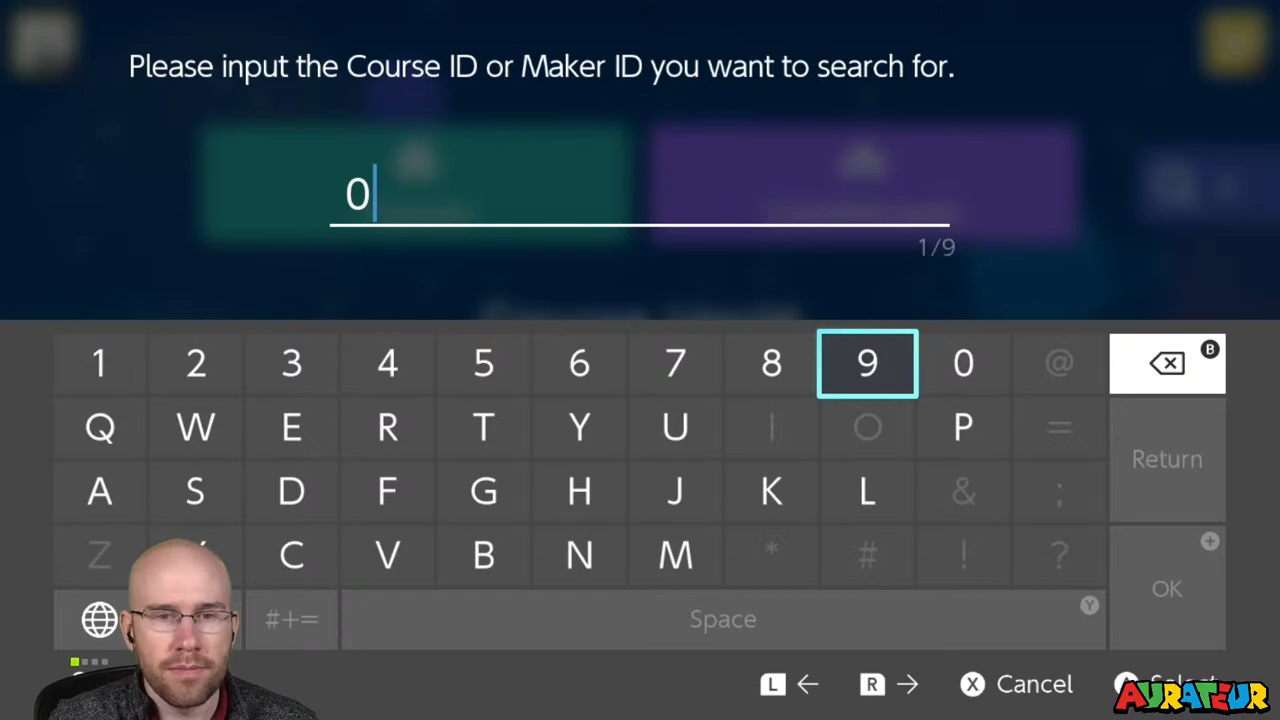 Please input the Course ID or Maker ID you want to search for.
0
1/9
1 2 3 4 5 6 7 8 9 0 @ B
Q W E R T Y U I O P =
Return
A S D F G H J K L & ;
Z C V B N M * # ! ? +
OK
#+= Space Y
L ← R → X Cancel Select
AURATEUR